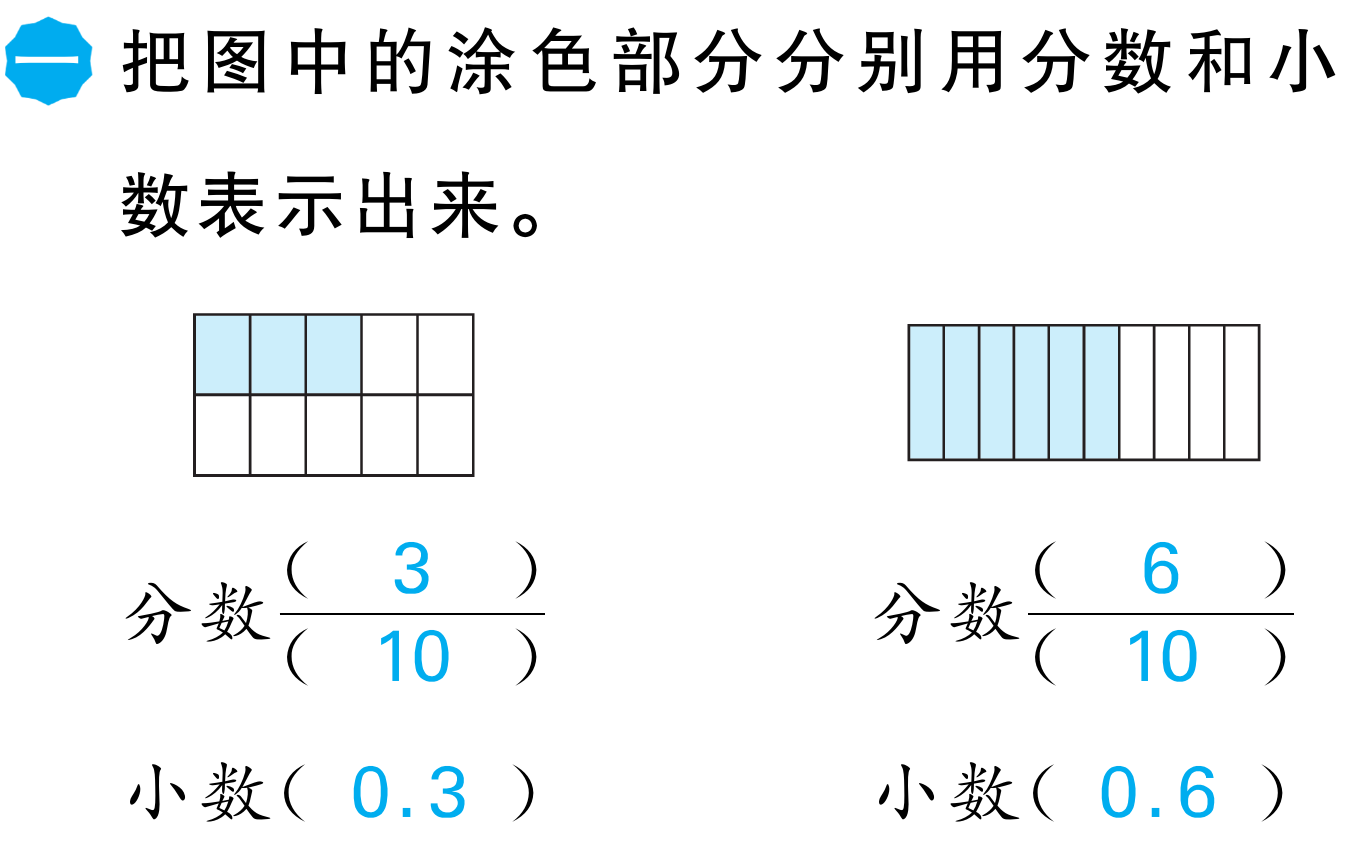 一 把图中的涂色部分分别用分数和小
数表示出来。
分数( 3 )/( 10 ) 分数( 6 )/( 10 )
小数( 0.3 ) 小数( 0.6 )